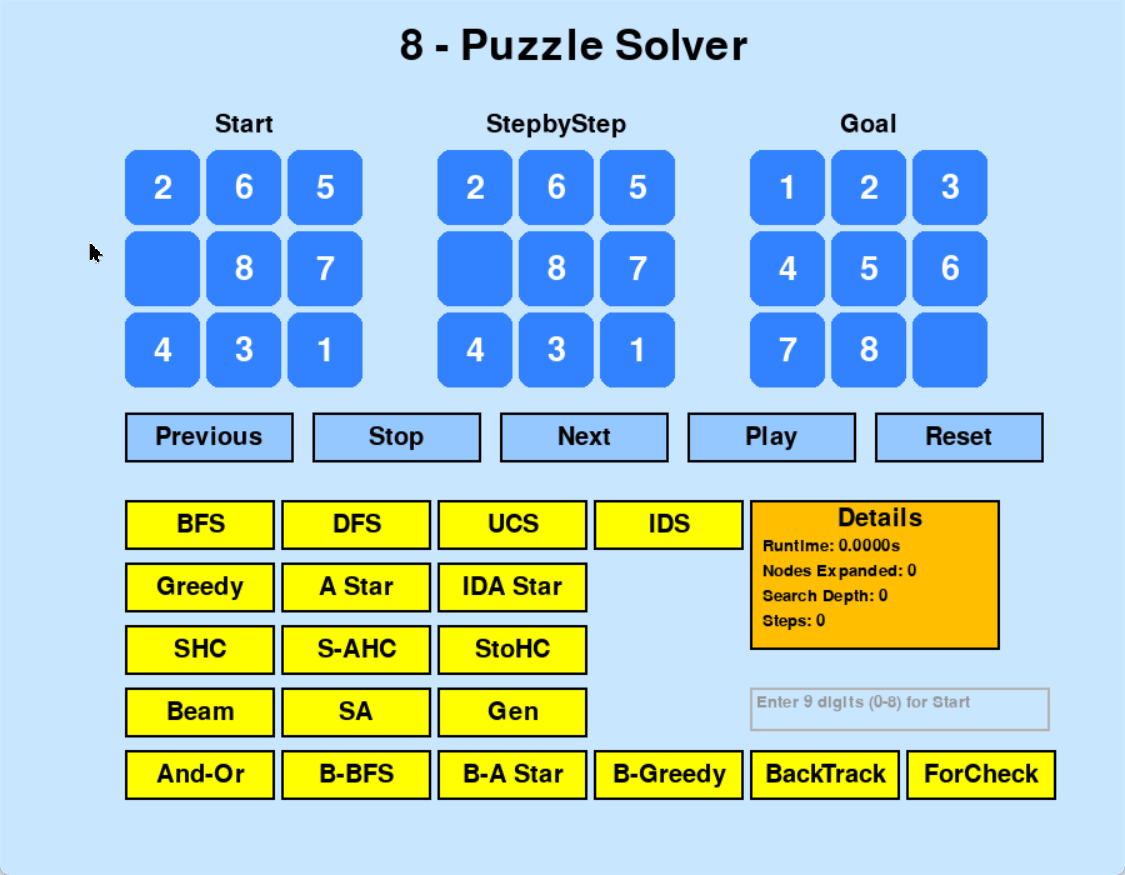 8 - Puzzle Solver
Start StepbyStep Goal
2 6 5 2 6 5 1 2 3
8 7 8 7 4 5 6
4 3 1 4 3 1 7 8
Previous Stop Next Play Reset
BFS DFS UCS IDS
Details
Runtime: 0.0000s
Nodes Expanded: 0
Search Depth: 0
Steps: 0
Greedy A Star IDA Star
SHC S-AHC StoHC
Beam SA Gen
Enter 9 digits (0-8) for Start
And-Or B-BFS B-A Star B-Greedy BackTrack ForCheck